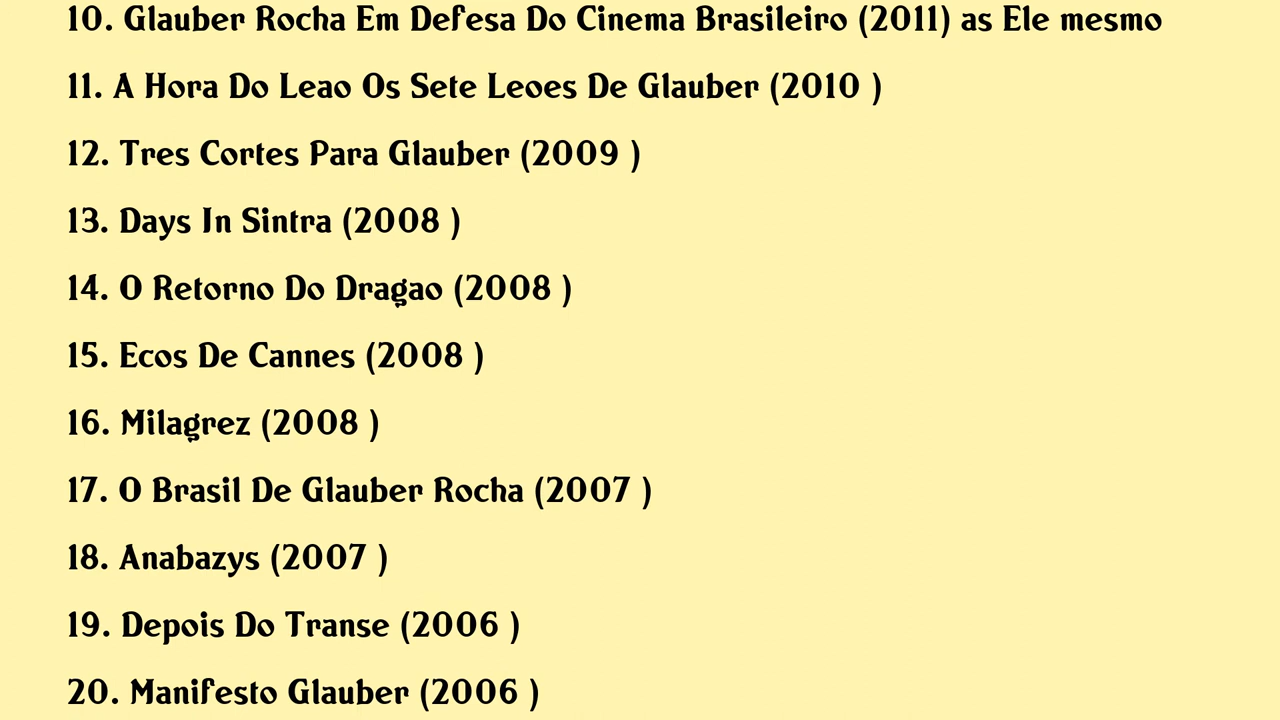 10. Glauber Rocha Em Defesa Do Cinema Brasileiro (2011) as Ele mesmo
11. A Hora Do Leao Os Sete Leoes De Glauber (2010 )
12. Tres Cortes Para Glauber (2009 )
13. Days In Sintra (2008 )
14. O Retorno Do Dragao (2008 )
15. Ecos De Cannes (2008 )
16. Milagrez (2008 )
17. O Brasil De Glauber Rocha (2007 )
18. Anabazys (2007 )
19. Depois Do Transe (2006 )
20. Manifesto Glauber (2006 )